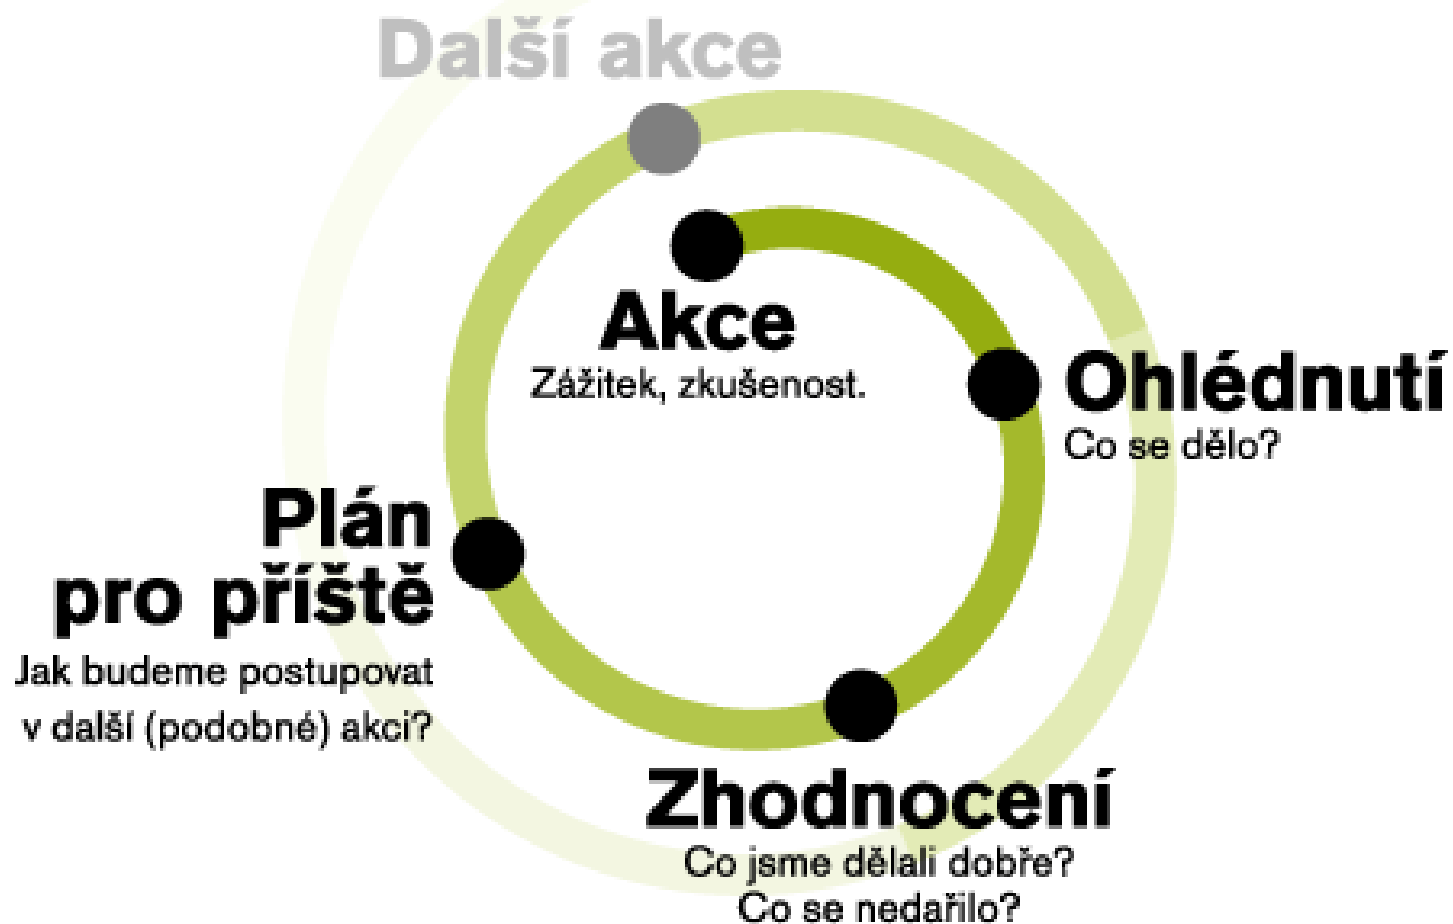 Další akce
Akce
Zážitek, zkušenost.
Ohlédnutí
Co se dělo?
Zhodnocení
Co jsme dělali dobře?
Co se nedařilo?
Plán
pro příště
Jak budeme postupovat
v další (podobné) akci?